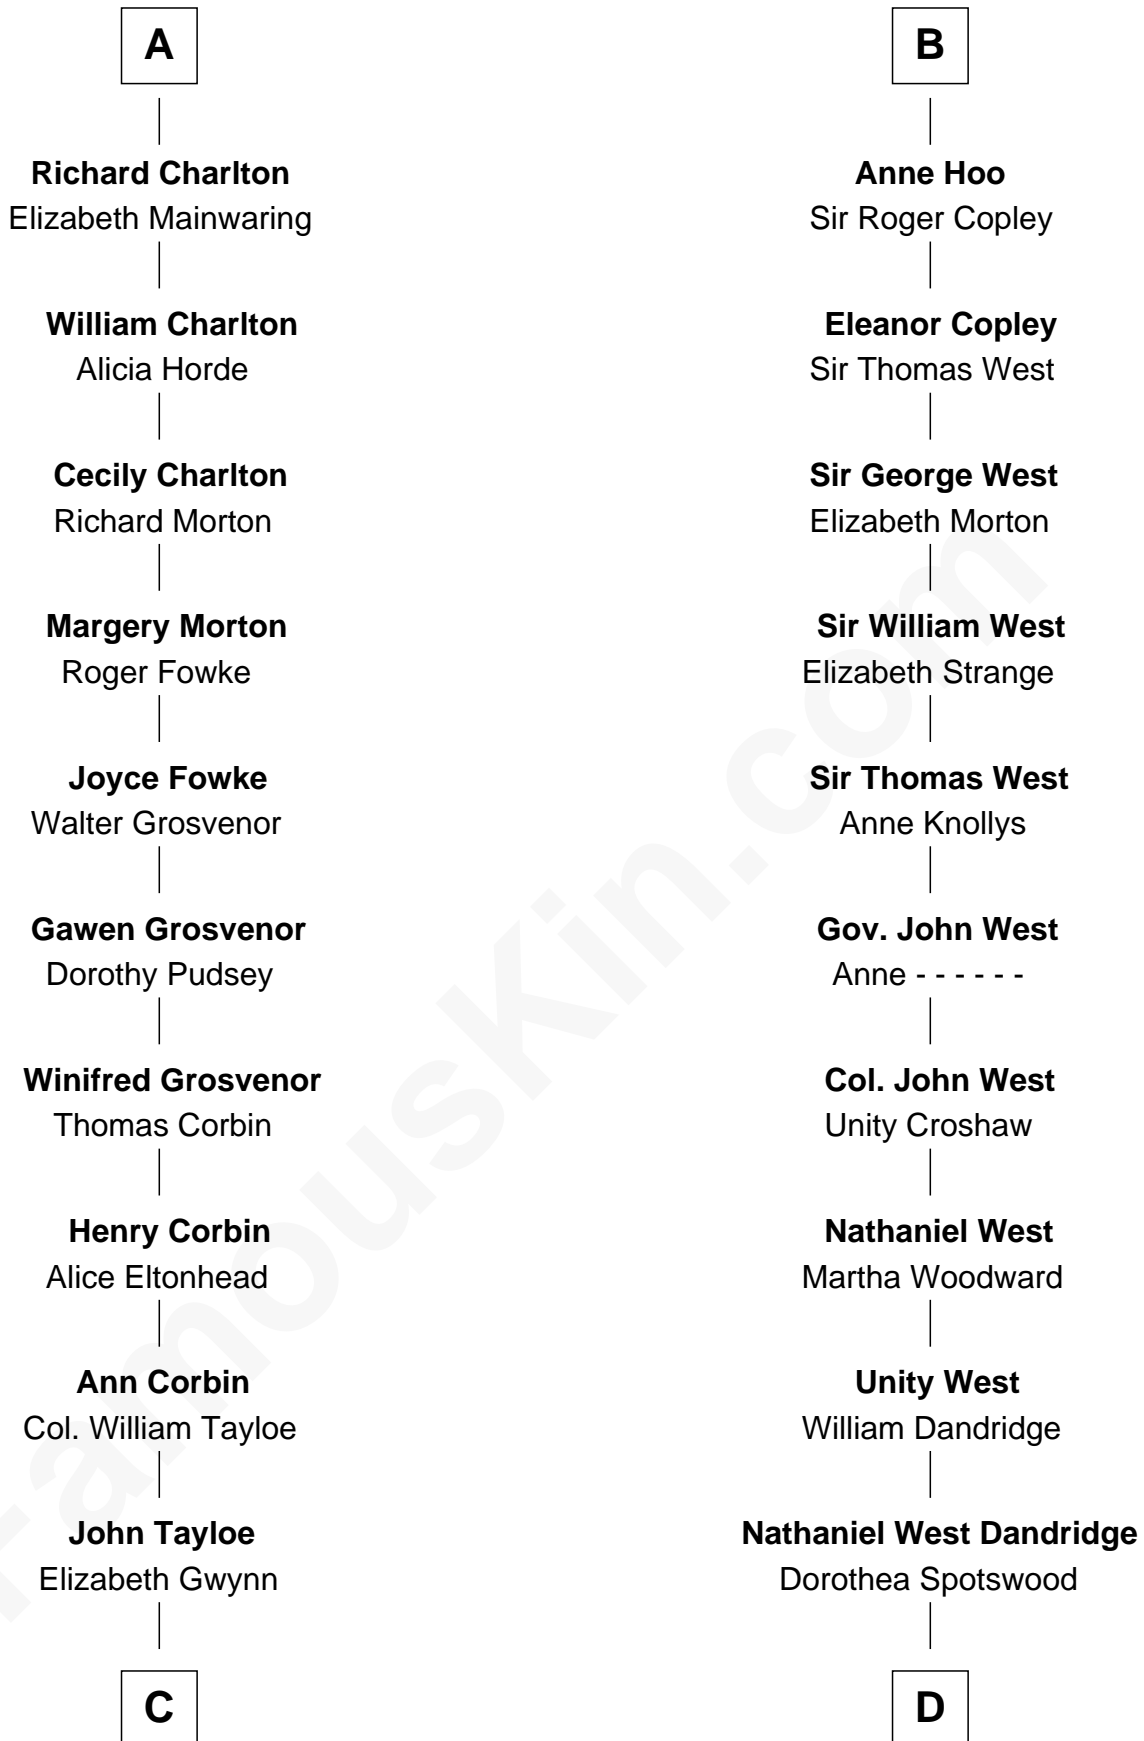 A
Richard Charlton
Elizabeth Mainwaring
William Charlton
Alicia Horde
Cecily Charlton
Richard Morton
Margery Morton
Roger Fowke
Joyce Fowke
Walter Grosvenor
Gawen Grosvenor
Dorothy Pudsey
Winifred Grosvenor
Thomas Corbin
Henry Corbin
Alice Eltonhead
Ann Corbin
Col. William Tayloe
John Tayloe
Elizabeth Gwynn
C
B
Anne Hoo
Sir Roger Copley
Eleanor Copley
Sir Thomas West
Sir George West
Elizabeth Morton
Sir William West
Elizabeth Strange
Sir Thomas West
Anne Knollys
Gov. John West
Anne - - - - - -
Col. John West
Unity Croshaw
Nathaniel West
Martha Woodward
Unity West
William Dandridge
Nathaniel West Dandridge
Dorothea Spotswood
D
FamousKin.com